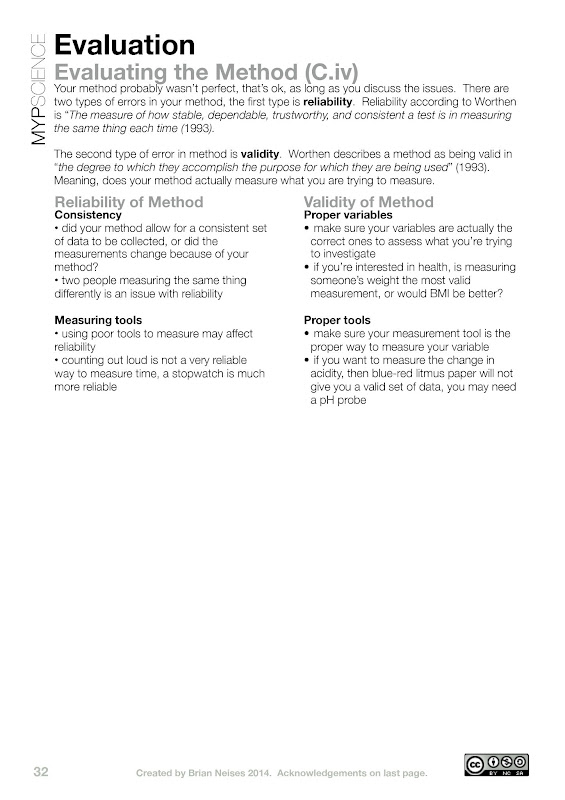 MYPSCIENCE
Evaluation
Evaluating the Method (C.iv)
Your method probably wasn't perfect, that's ok, as long as you discuss the issues.  There are
two types of errors in your method, the first type is reliability.  Reliability according to Worthen
is "The measure of how stable, dependable, trustworthy, and consistent a test is in measuring
the same thing each time (1993).
The second type of error in method is validity.  Worthen describes a method as being valid in
"the degree to which they accomplish the purpose for which they are being used" (1993).
Meaning, does your method actually measure what you are trying to measure.
Reliability of Method
Consistency
• did your method allow for a consistent set
of data to be collected, or did the
measurements change because of your
method?
• two people measuring the same thing
differently is an issue with reliability
Measuring tools
• using poor tools to measure may affect
reliability
• counting out loud is not a very reliable
way to measure time, a stopwatch is much
more reliable
Validity of Method
Proper variables
• make sure your variables are actually the
correct ones to assess what you're trying
to investigate
• if you're interested in health, is measuring
someone's weight the most valid
measurement, or would BMI be better?
Proper tools
• make sure your measurement tool is the
proper way to measure your variable
• if you want to measure the change in
acidity, then blue-red litmus paper will not
give you a valid set of data, you may need
a pH probe
32
Created by Brian Neises 2014.  Acknowledgements on last page.
cc
BY NC SA